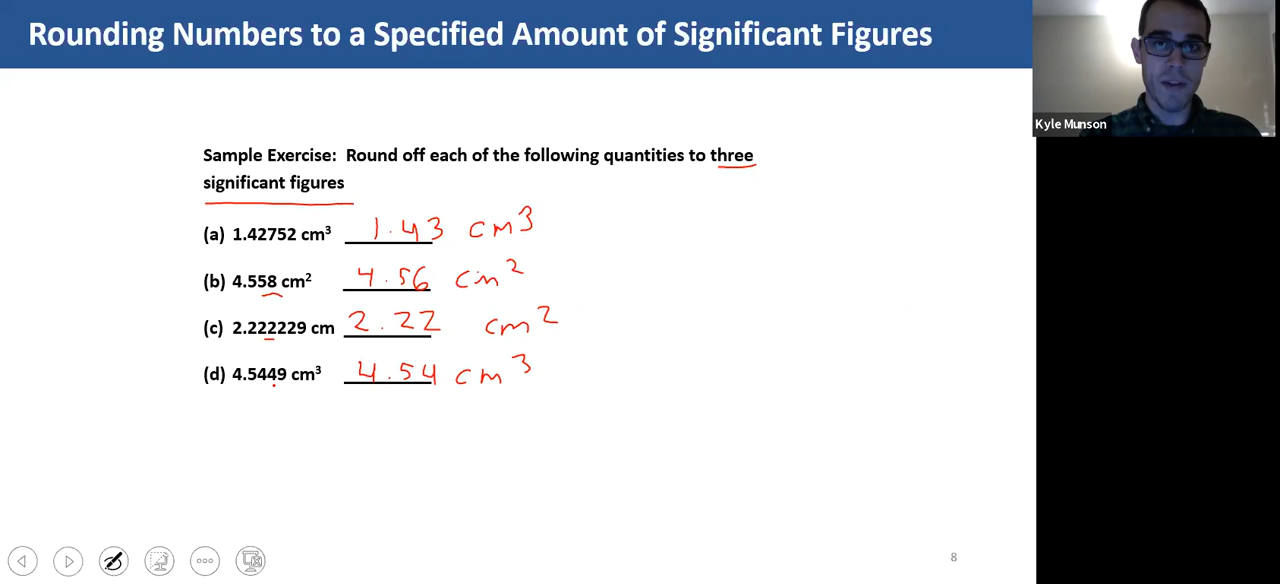 Rounding Numbers to a Specified Amount of Significant Figures
Kyle Munson
Sample Exercise: Round off each of the following quantities to three
significant figures
(a) 1.42752 cm³ 1.43 cm³
(b) 4.558 cm² 4.56 cm²
(c) 2.222229 cm 2.22 cm²
(d) 4.5449 cm³ 4.54 cm³
8